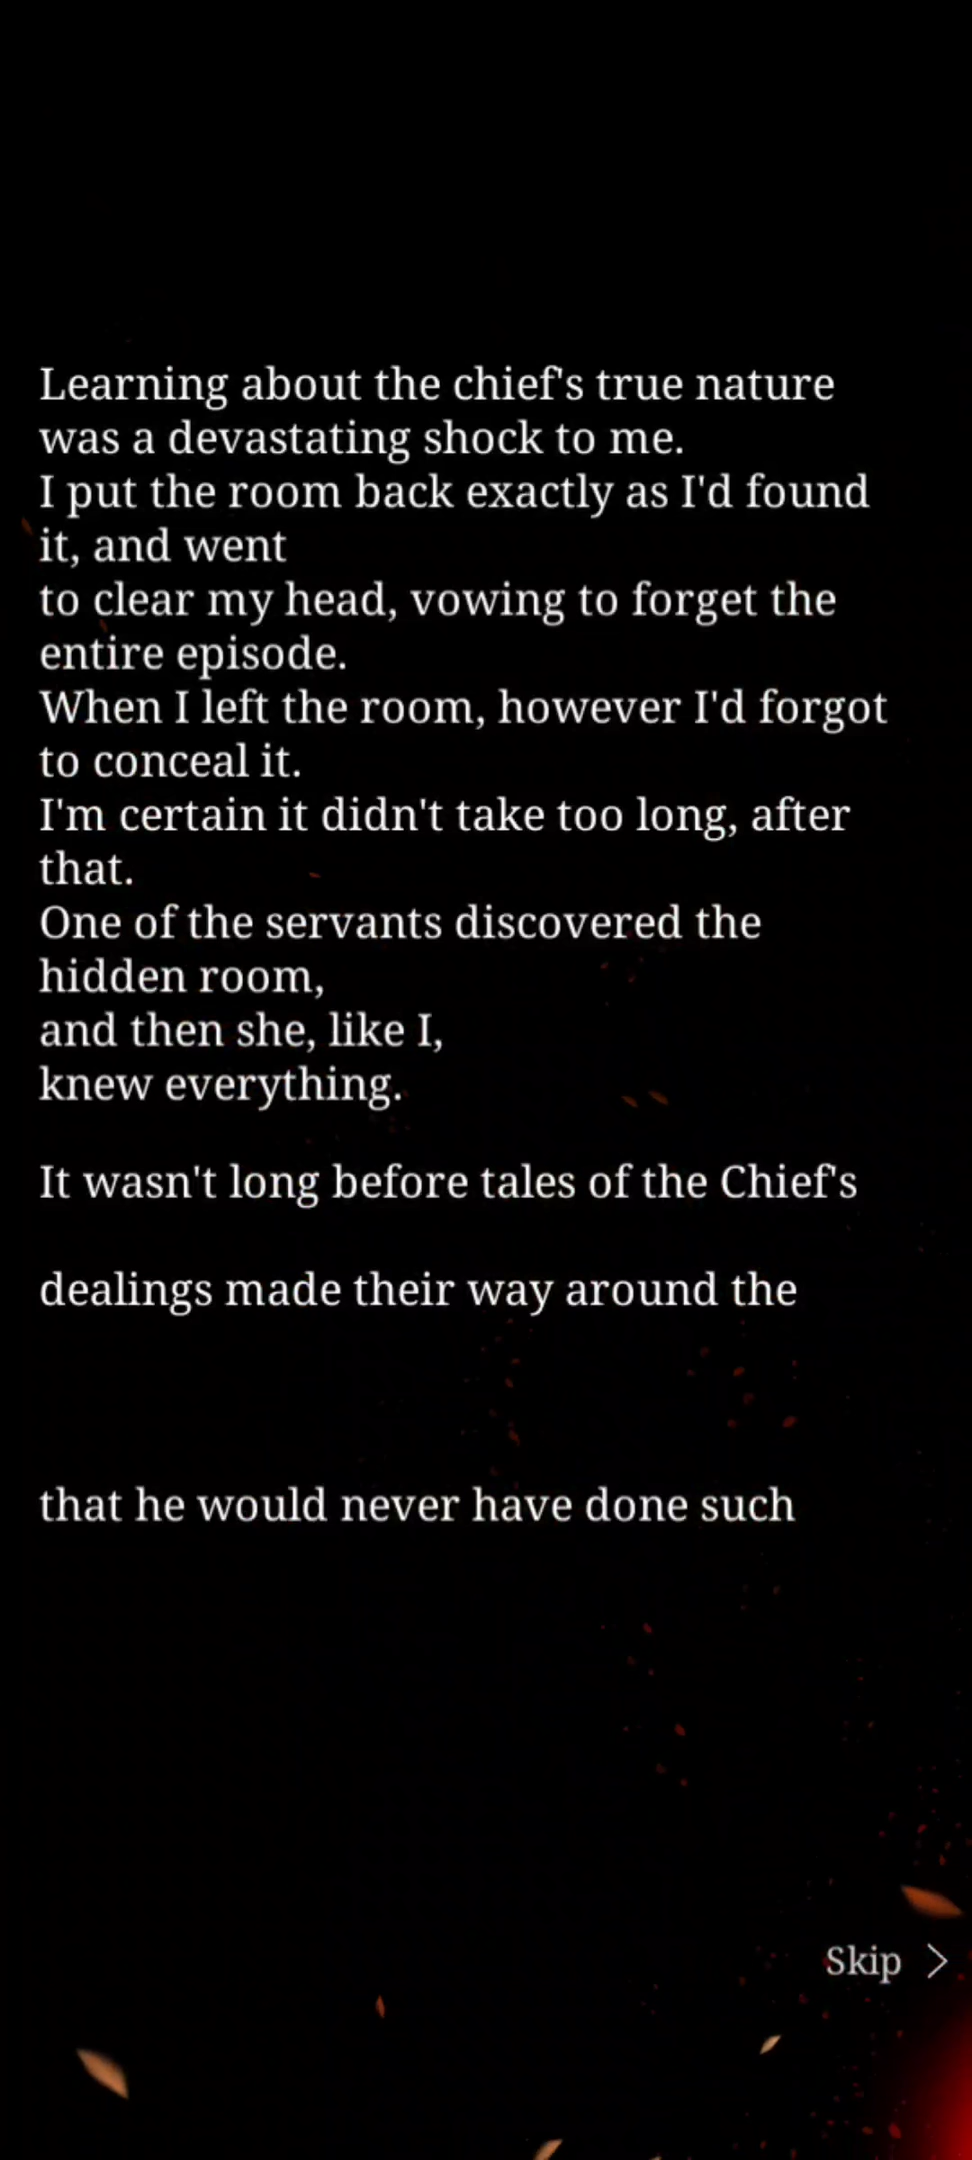 Learning about the chief's true nature
was a devastating shock to me.
I put the room back exactly as I'd found
it, and went
to clear my head, vowing to forget the
entire episode.
When I left the room, however I'd forgot
to conceal it.
I'm certain it didn't take too long, after
that.
One of the servants discovered the
hidden room,
and then she, like I,
knew everything.
It wasn't long before tales of the Chief's
dealings made their way around the
that he would never have done such
Skip >